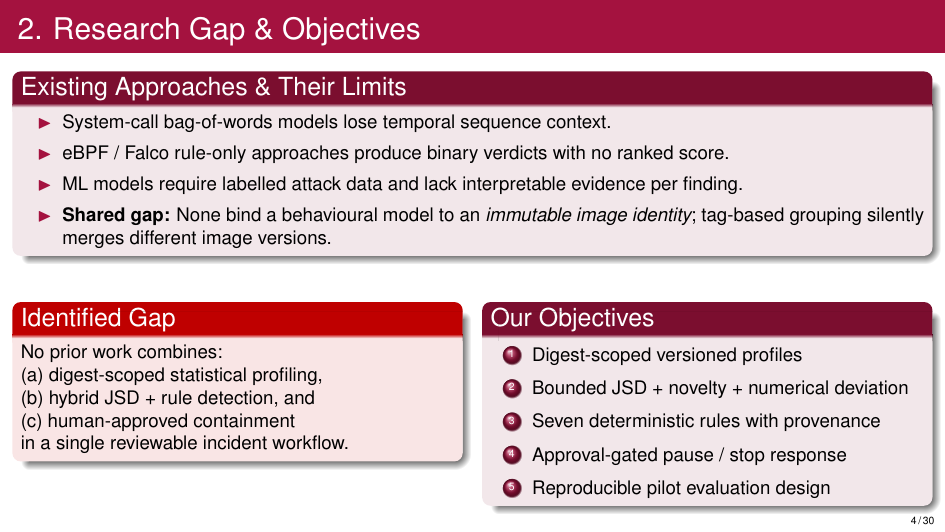 2. Research Gap & Objectives
Existing Approaches & Their Limits
▶ System-call bag-of-words models lose temporal sequence context.
▶ eBPF / Falco rule-only approaches produce binary verdicts with no ranked score.
▶ ML models require labelled attack data and lack interpretable evidence per finding.
▶ Shared gap: None bind a behavioural model to an immutable image identity; tag-based grouping silently
merges different image versions.
Identified Gap
No prior work combines:
(a) digest-scoped statistical profiling,
(b) hybrid JSD + rule detection, and
(c) human-approved containment
in a single reviewable incident workflow.
Our Objectives
1 Digest-scoped versioned profiles
2 Bounded JSD + novelty + numerical deviation
3 Seven deterministic rules with provenance
4 Approval-gated pause / stop response
5 Reproducible pilot evaluation design
4 / 30